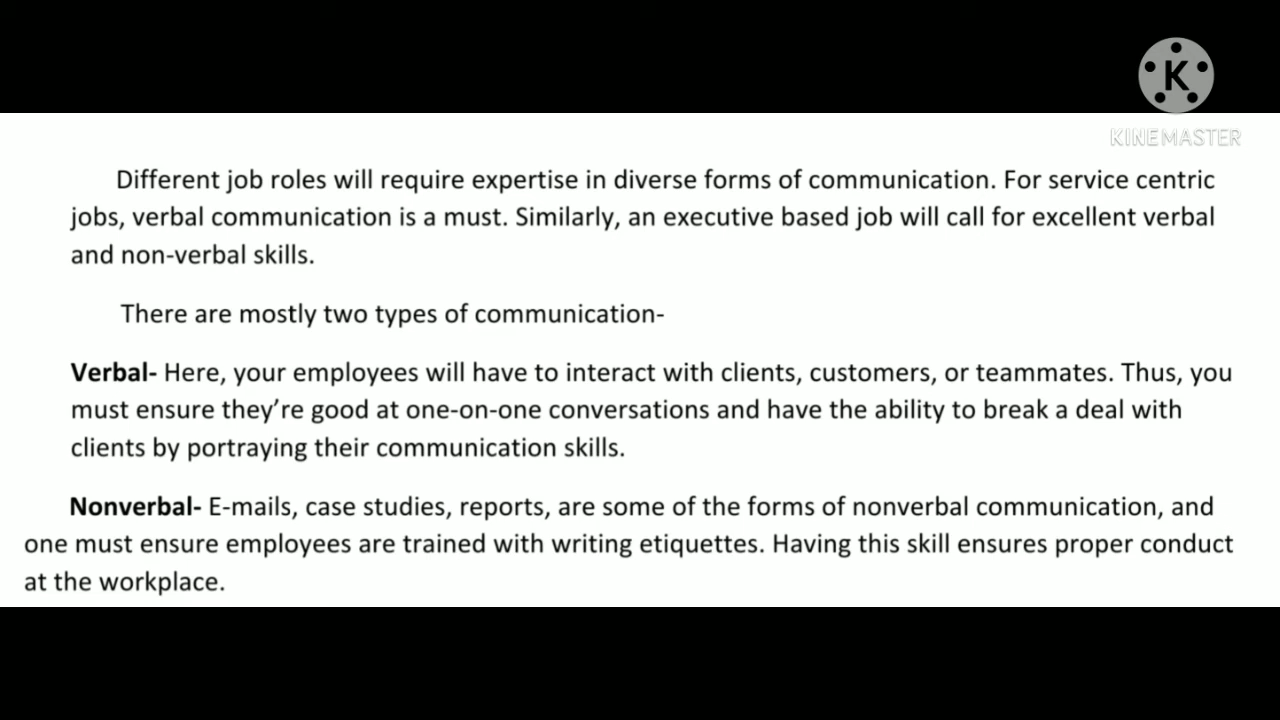 K
KINEMASTER
Different job roles will require expertise in diverse forms of communication. For service centric
jobs, verbal communication is a must. Similarly, an executive based job will call for excellent verbal
and non-verbal skills.
There are mostly two types of communication-
Verbal- Here, your employees will have to interact with clients, customers, or teammates. Thus, you
must ensure they’re good at one-on-one conversations and have the ability to break a deal with
clients by portraying their communication skills.
Nonverbal- E-mails, case studies, reports, are some of the forms of nonverbal communication, and
one must ensure employees are trained with writing etiquettes. Having this skill ensures proper conduct
at the workplace.